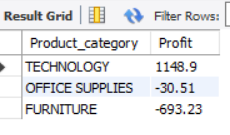 Result Grid Filter Rows:
Product_category Profit
TECHNOLOGY 1148.9
OFFICE SUPPLIES -30.51
FURNITURE -693.23